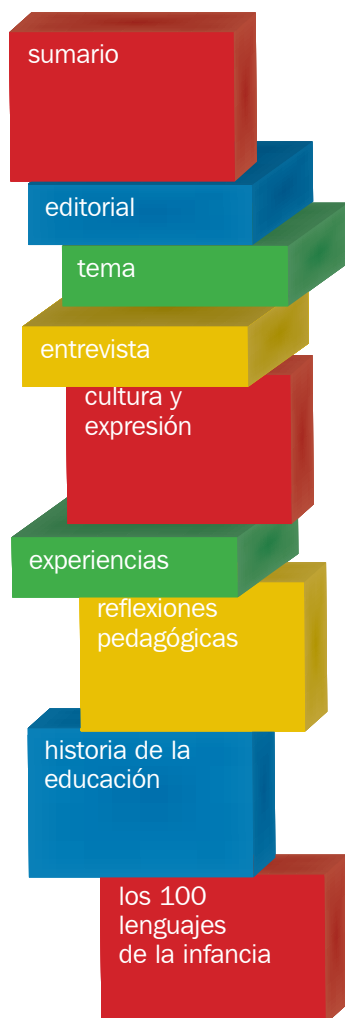 sumario
editorial
tema
entrevista
cultura y
expresión
experiencias
reflexiones
pedagógicas
historia de la
educación
los 100
lenguajes
de la infancia